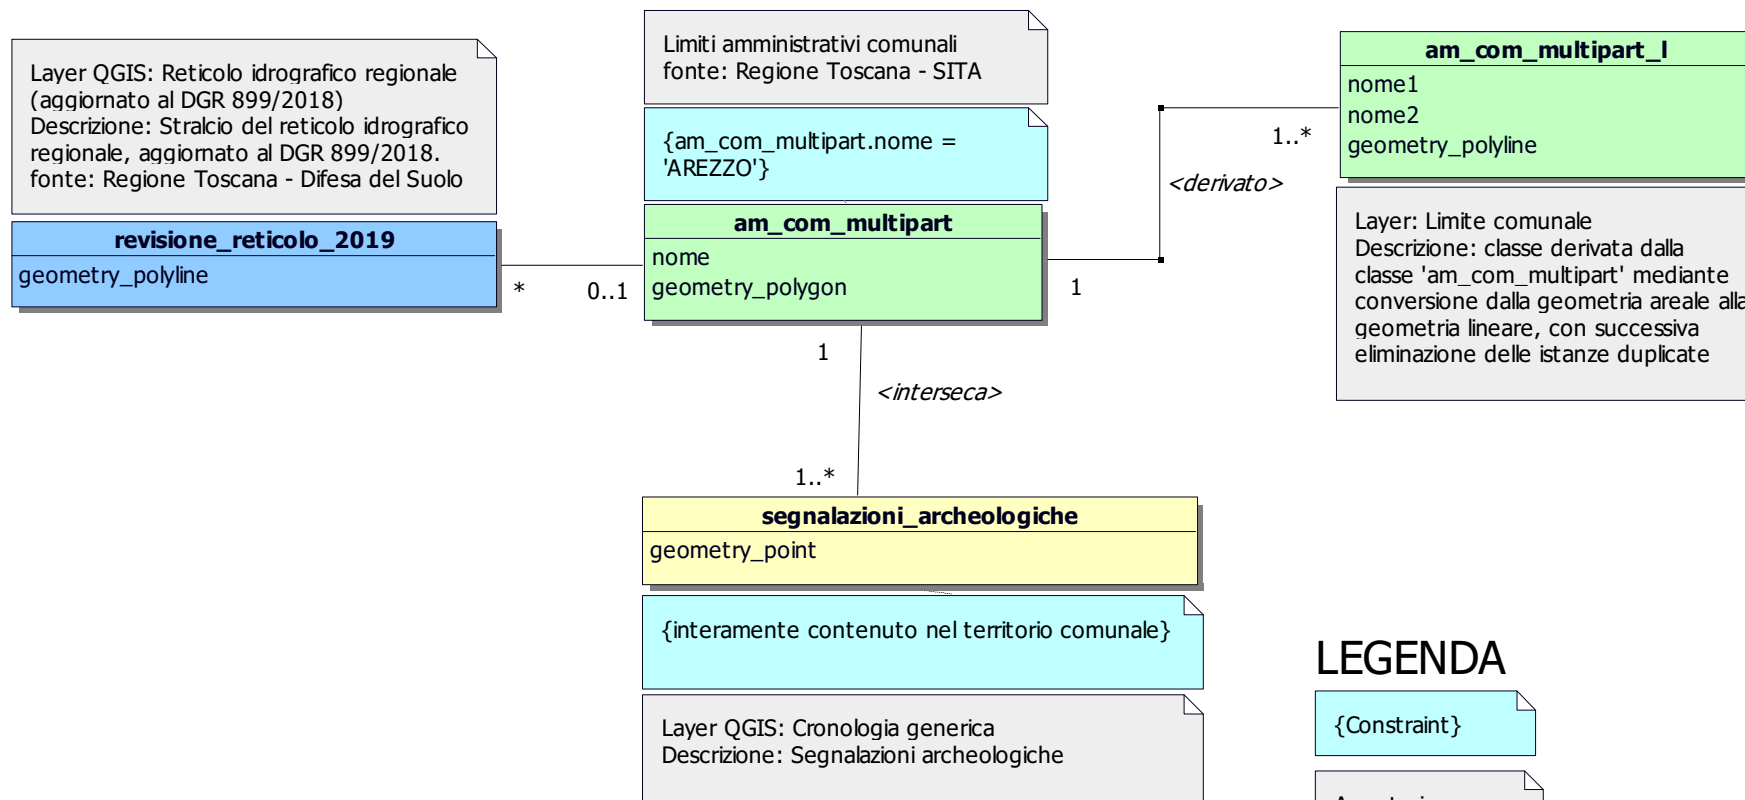 Layer QGIS: Reticolo idrografico regionale
(aggiornato al DGR 899/2018)
Descrizione: Stralcio del reticolo idrografico
regionale, aggiornato al DGR 899/2018.
fonte: Regione Toscana - Difesa del Suolo
revisione_reticolo_2019
geometry_polyline
*
0..1
Limiti amministrativi comunali
fonte: Regione Toscana - SITA
{am_com_multipart.nome =
'AREZZO'}
am_com_multipart
nome
geometry_polygon
1
<derivato>
1..*
am_com_multipart_l
nome1
nome2
geometry_polyline
Layer: Limite comunale
Descrizione: classe derivata dalla
classe 'am_com_multipart' mediante
conversione dalla geometria areale alla
geometria lineare, con successiva
eliminazione delle istanze duplicate
1
<interseca>
1..*
segnalazioni_archeologiche
geometry_point
{interamente contenuto nel territorio comunale}
Layer QGIS: Cronologia generica
Descrizione: Segnalazioni archeologiche
LEGENDA
{Constraint}